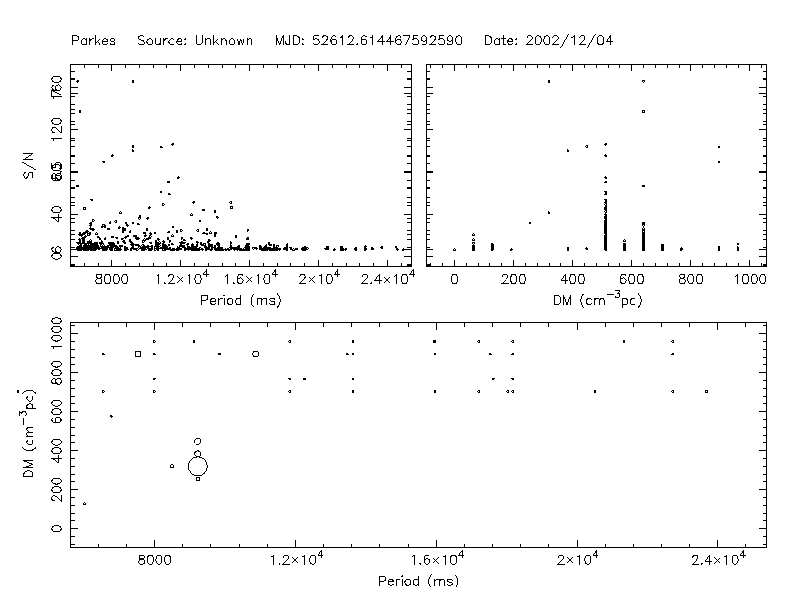 Parkes Source: Unknown MJD: 52612.614467592590 Date: 2002/12/04
S/N
40
120
8000 1.2×10⁴ 1.6×10⁴ 2×10⁴ 2.4×10⁴
Period (ms)
0 200 400 600 800 1000
DM (cm⁻³pc)
DM (cm⁻³pc)
0 200 400 600 800 1000
8000 1.2×10⁴ 1.6×10⁴ 2×10⁴ 2.4×10⁴
Period (ms)